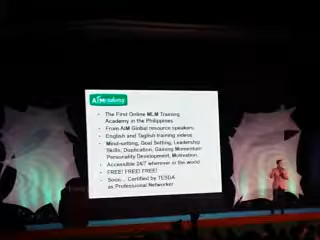 AIMcademy
- The First Online MLM Training
Academy in the Philippines
- From AIM Global resource speakers
- English and Taglish training videos
- Mind-setting, Goal Setting, Leadership
Skills, Duplication, Gaining Momentum
Personality Development, Motivation,
- Accessible 24/7 wherever in the world
- FREE! FREE! FREE!
- Soon... Certified by TESDA
as Professional Networker